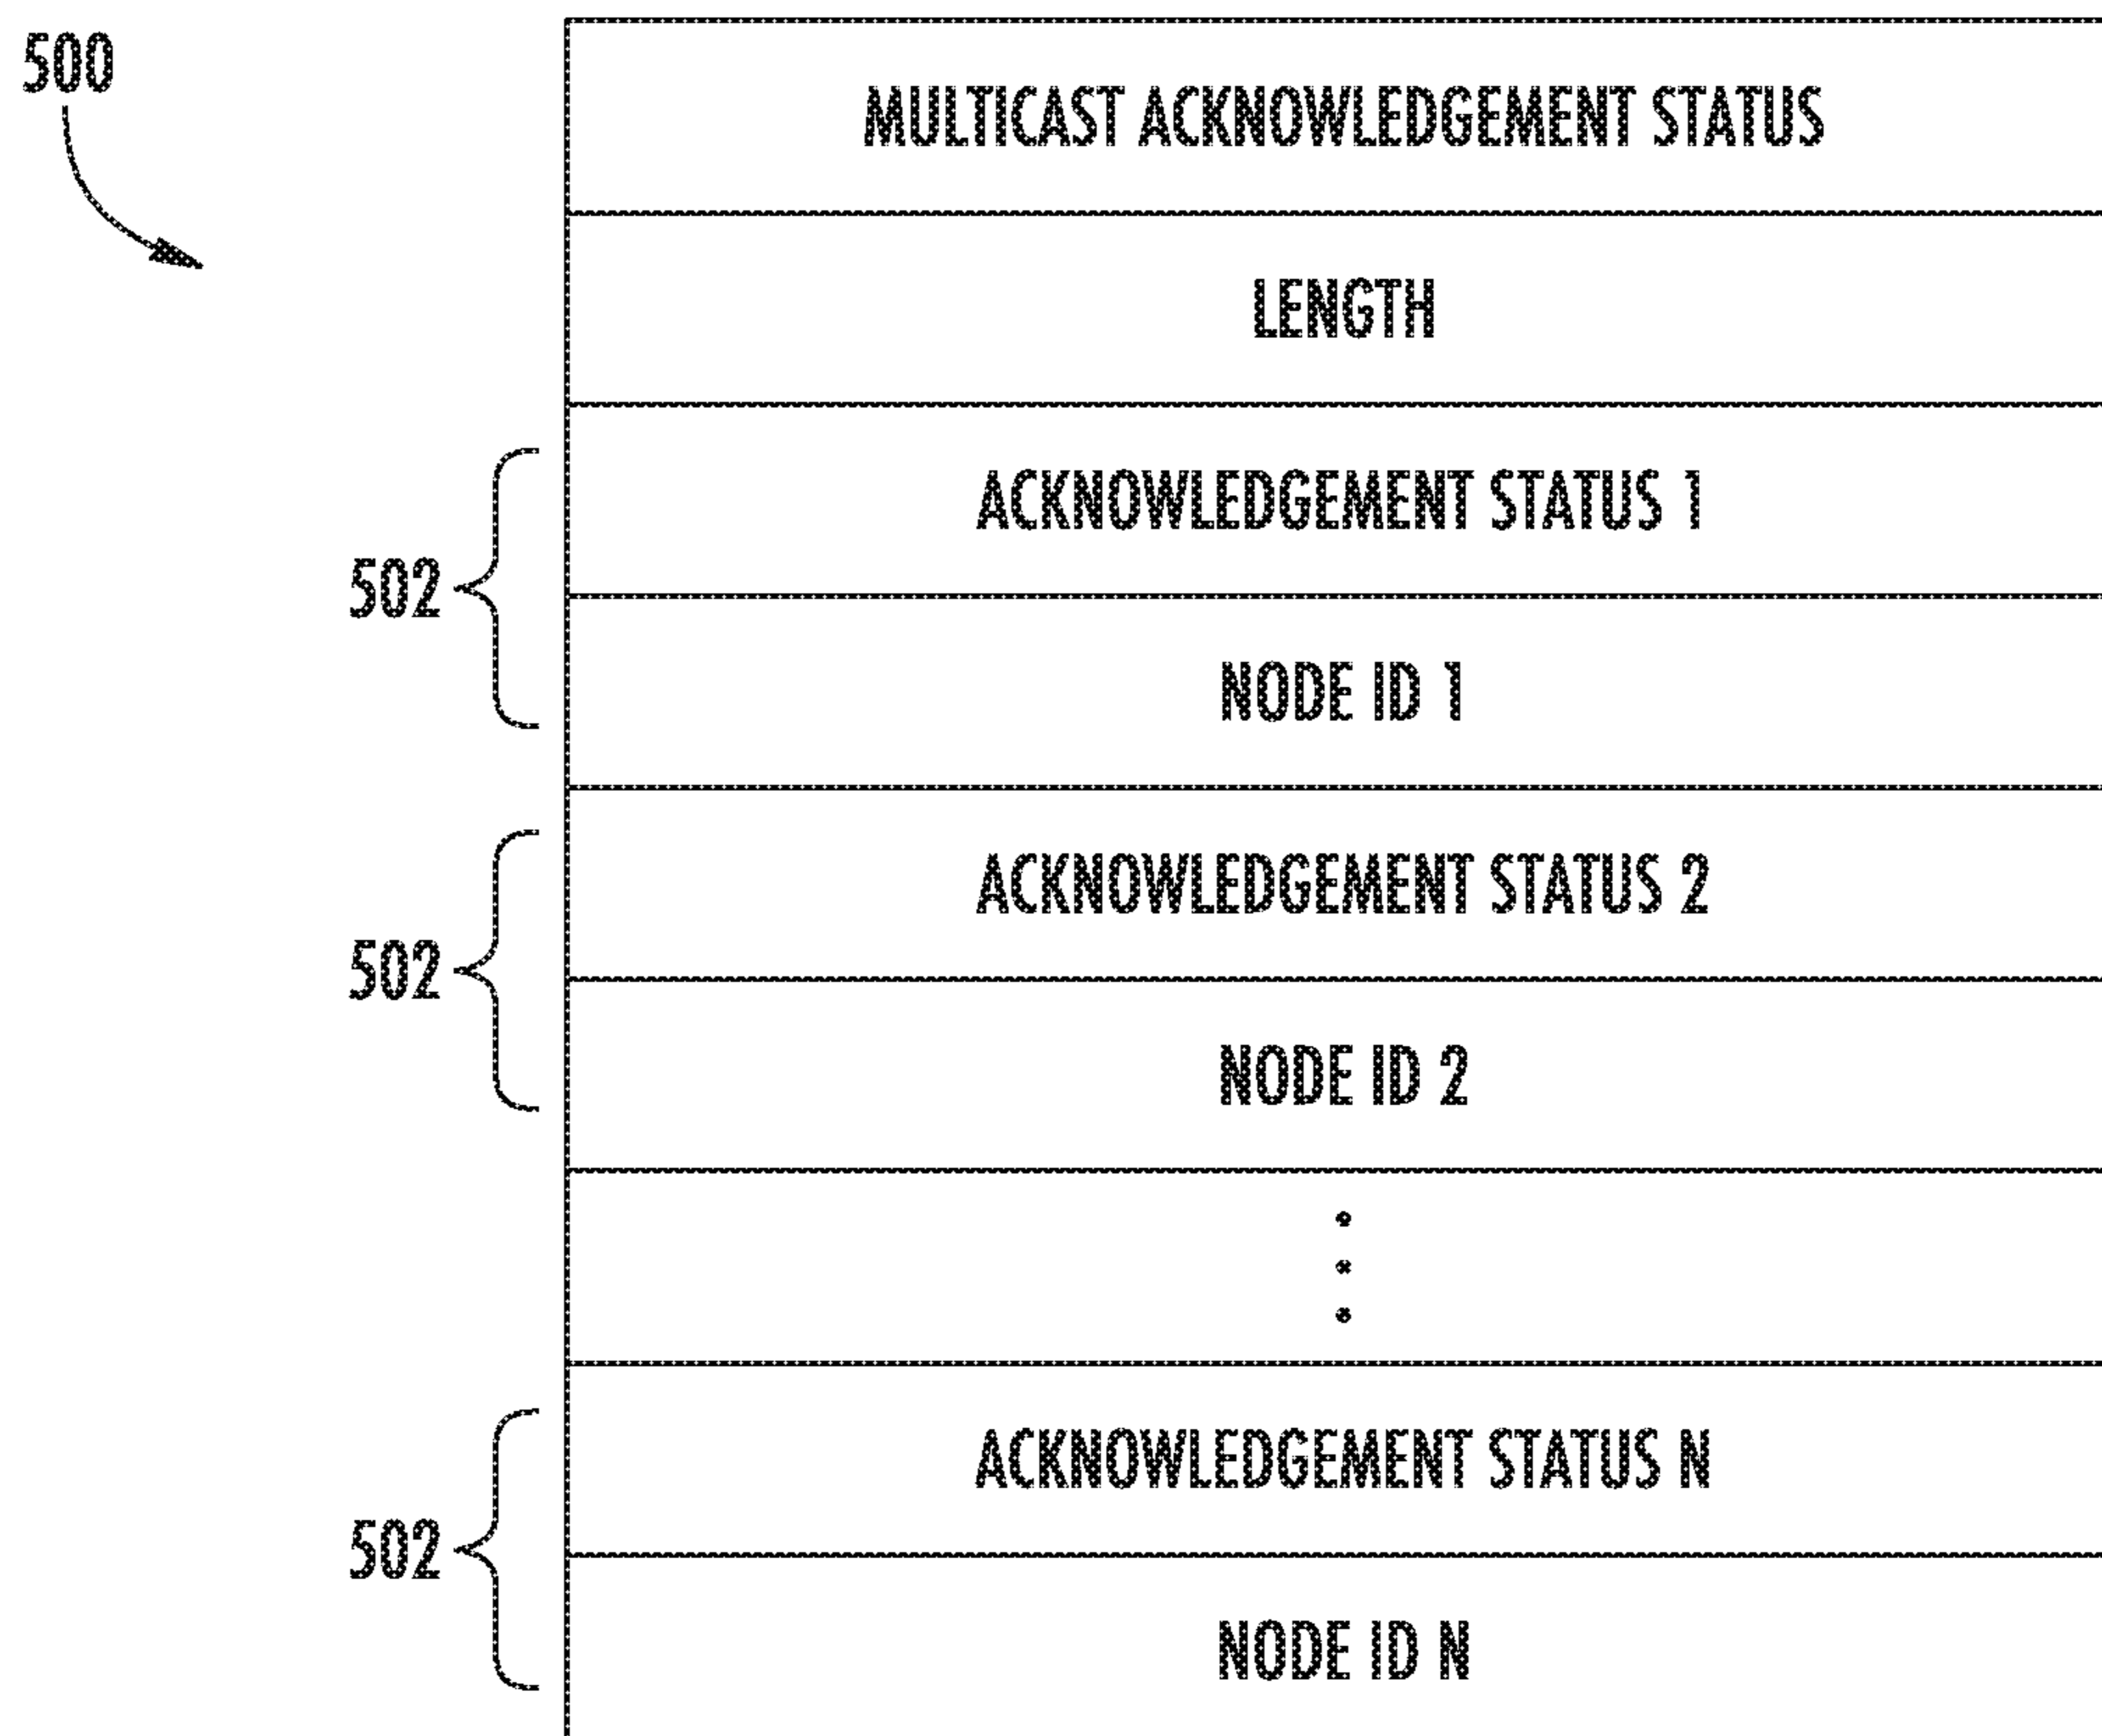 500
MULTICAST ACKNOWLEDGEMENT STATUS
LENGTH
ACKNOWLEDGEMENT STATUS 1
502
NODE ID 1
ACKNOWLEDGEMENT STATUS 2
502
NODE ID 2
ACKNOWLEDGEMENT STATUS N
502
NODE ID N